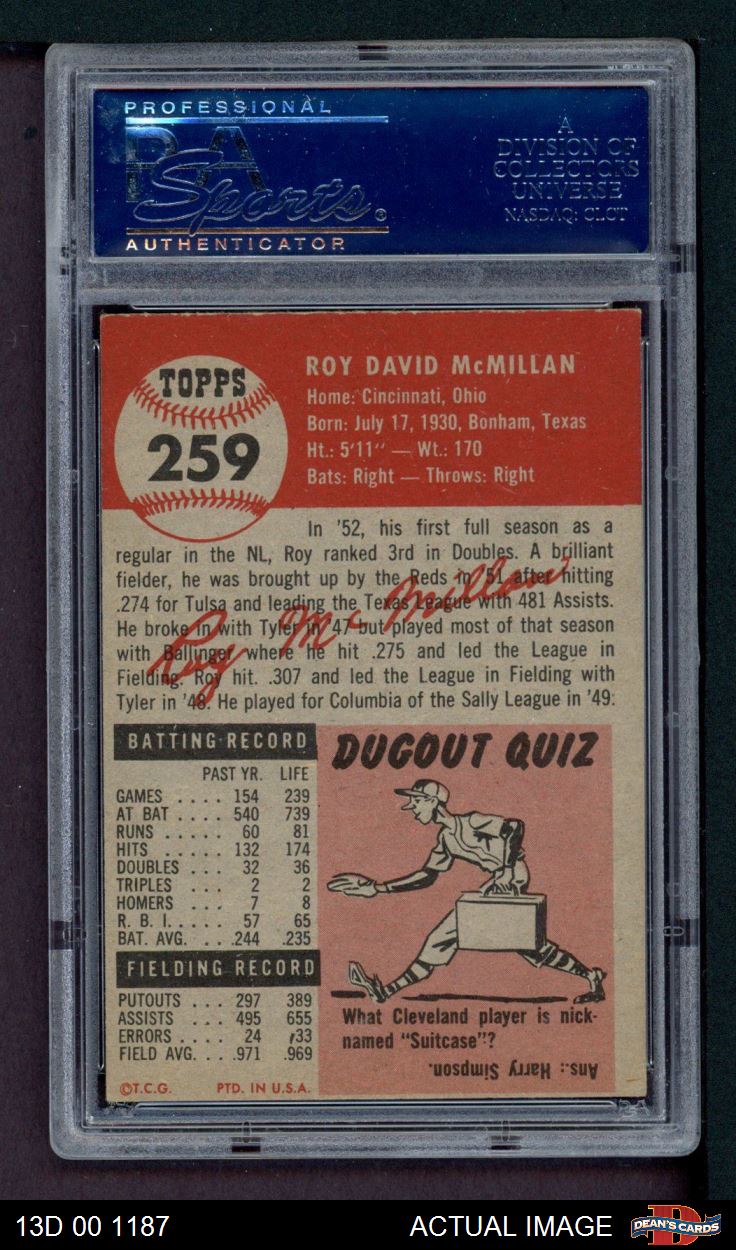 PROFESSIONAL
PSA
Sports®
AUTHENTICATOR
A
DIVISION OF
COLLECTORS
UNIVERSE
NASDAQ: CLCT
TOPPS
259
ROY DAVID McMILLAN
Home: Cincinnati, Ohio
Born: July 17, 1930, Bonham, Texas
Ht.: 5'11" — Wt.: 170
Bats: Right — Throws: Right
In '52, his first full season as a
regular in the NL, Roy ranked 3rd in Doubles. A brilliant
fielder, he was brought up by the Reds in '51 after hitting
.274 for Tulsa and leading the Texas League with 481 Assists.
He broke in with Tyler in '47 but played most of that season
with Ballinger where he hit .275 and led the League in
Fielding. Roy hit. .307 and led the League in Fielding with
Tyler in '48. He played for Columbia of the Sally League in '49.
Roy McMillan
BATTING RECORD
PAST YR. LIFE
GAMES .... 154 239
AT BAT .... 540 739
RUNS ..... 60 81
HITS ..... 132 174
DOUBLES ... 32 36
TRIPLES ... 2 2
HOMERS ... 7 8
R. B. I. ..... 57 65
BAT. AVG. ... .244 .235
FIELDING RECORD
PUTOUTS ... 297 389
ASSISTS ... 495 655
ERRORS .... 24 33
FIELD AVG. ... .971 .969
©T.C.G. PTD. IN U.S.A.
DUGOUT QUIZ
What Cleveland player is nick-
named "Suitcase"?
Ans.: Harry Simpson.
13D 00 1187
ACTUAL IMAGE
D
DEAN'S CARDS